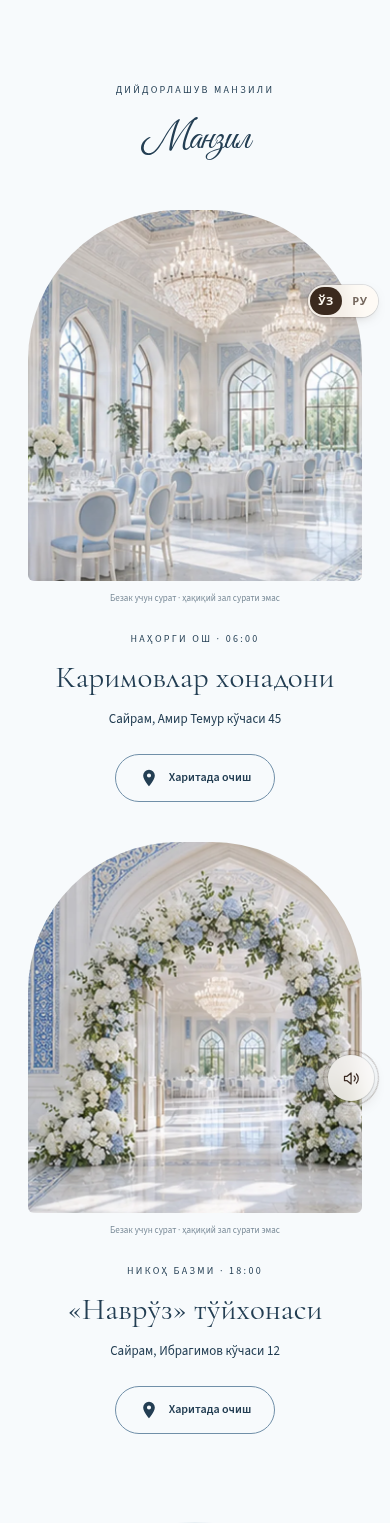 ДИЙДОРЛАШУВ МАНЗИЛИ
Манзил
ЎЗ РУ
Безак учун сурат · ҳақиқий зал сурати эмас
НАҲОРГИ ОШ · 06:00
Каримовлар хонадони
Сайрам, Амир Темур кўчаси 45
Харитада очиш
Безак учун сурат · ҳақиқий зал сурати эмас
НИКОҲ БАЗМИ · 18:00
«Наврўз» тўйхонаси
Сайрам, Ибрагимов кўчаси 12
Харитада очиш